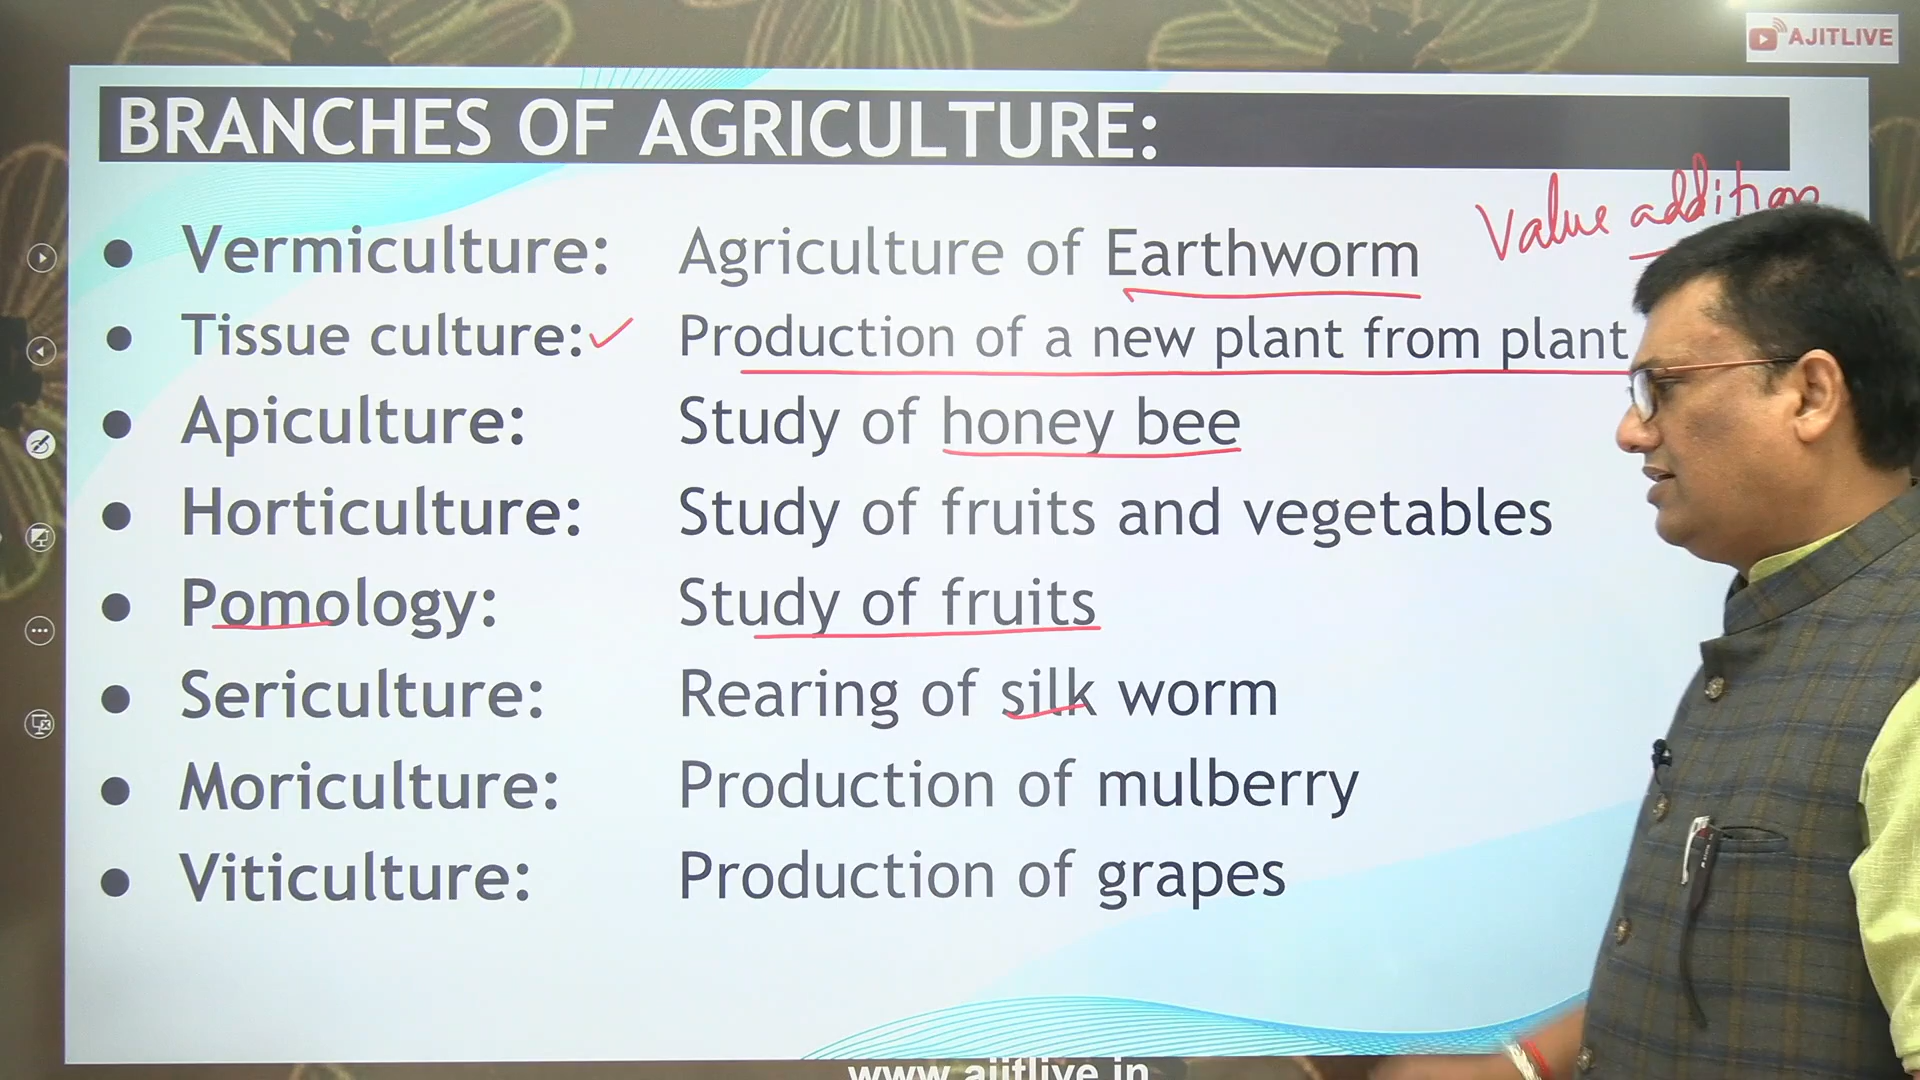 AJITLIVE
BRANCHES OF AGRICULTURE:
Value addition
● Vermiculture: Agriculture of Earthworm
● Tissue culture: ✓ Production of a new plant from plant
● Apiculture: Study of honey bee
● Horticulture: Study of fruits and vegetables
● Pomology: Study of fruits
● Sericulture: Rearing of silk worm
● Moriculture: Production of mulberry
● Viticulture: Production of grapes
www.ajitlive.in